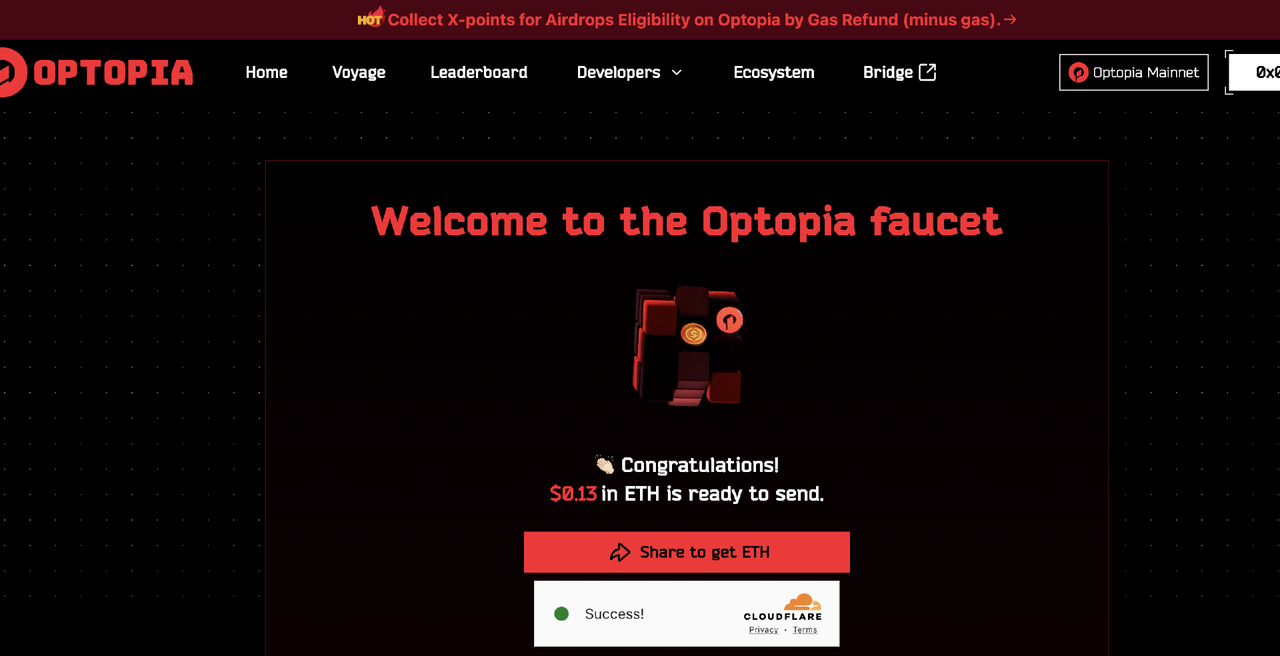 HOT Collect X-points for Airdrops Eligibility on Optopia by Gas Refund (minus gas).→
OPTOPIA
Home
Voyage
Leaderboard
Developers
Ecosystem
Bridge
Optopia Mainnet
Welcome to the Optopia faucet
👏🏻 Congratulations!
$0.13 in ETH is ready to send.
Share to get ETH
Success!
CLOUDFLARE
Privacy • Terms